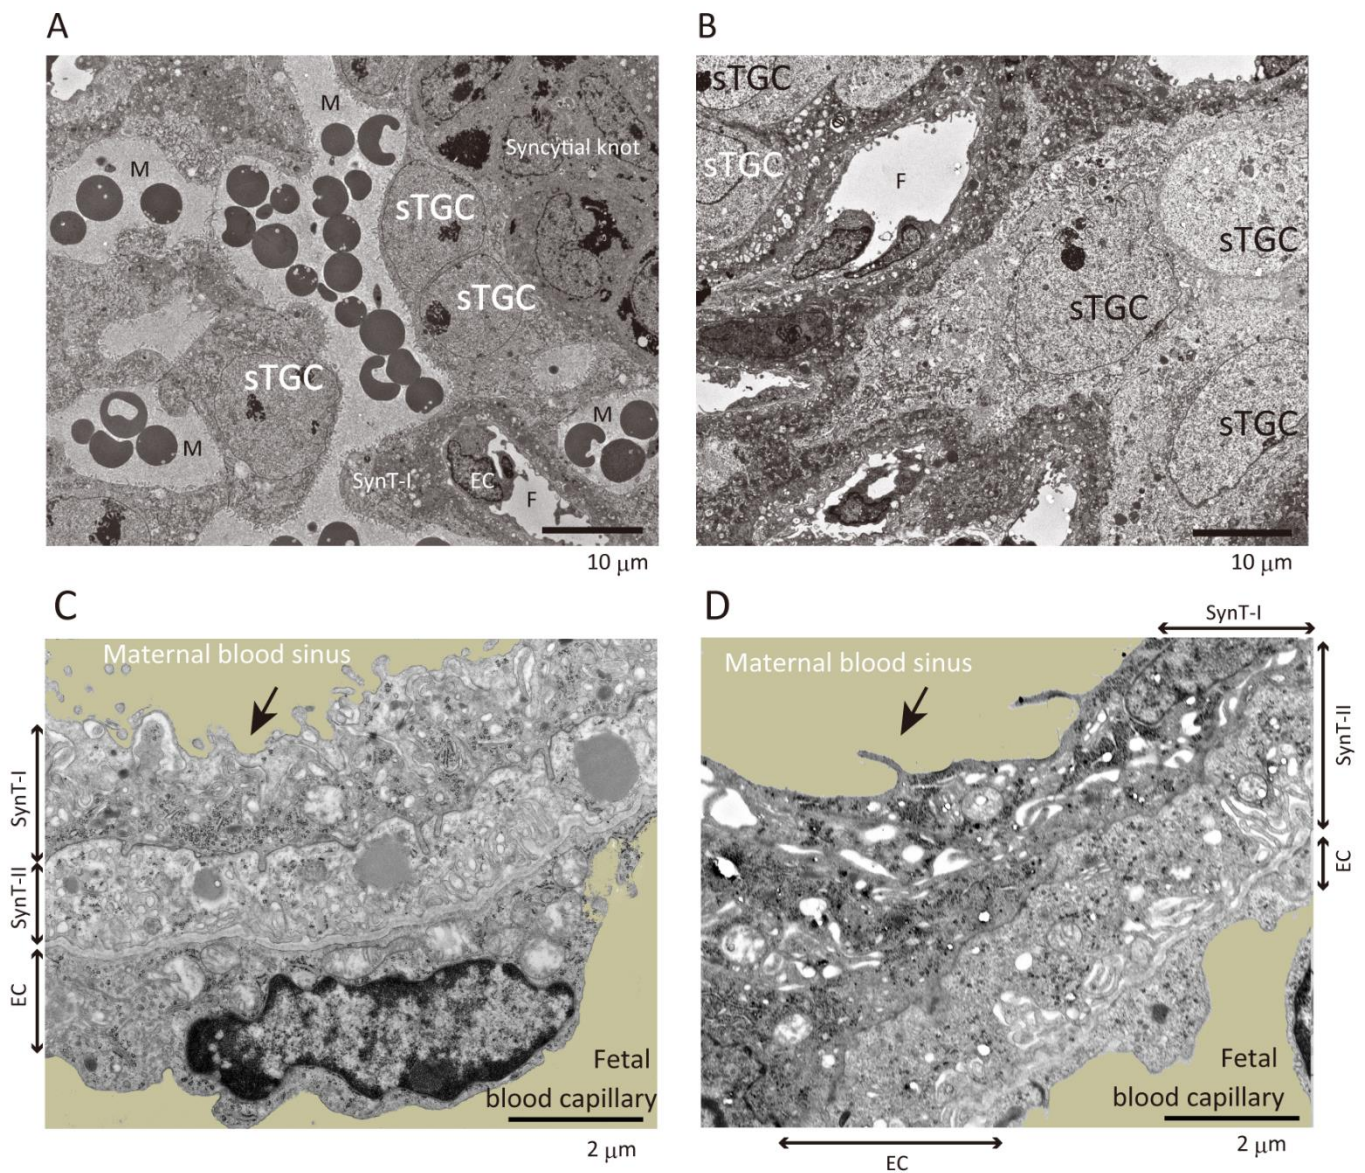 A
M
M
Syncytial knot
sTGC
sTGC
sTGC
M
M
SynT-I
EC
F
10 μm
B
sTGC
sTGC
F
sTGC
sTGC
sTGC
10 μm
C
Maternal blood sinus
SynT-I
SynT-II
EC
Fetal
blood capillary
2 μm
D
SynT-I
Maternal blood sinus
SynT-II
EC
Fetal
blood capillary
2 μm
EC